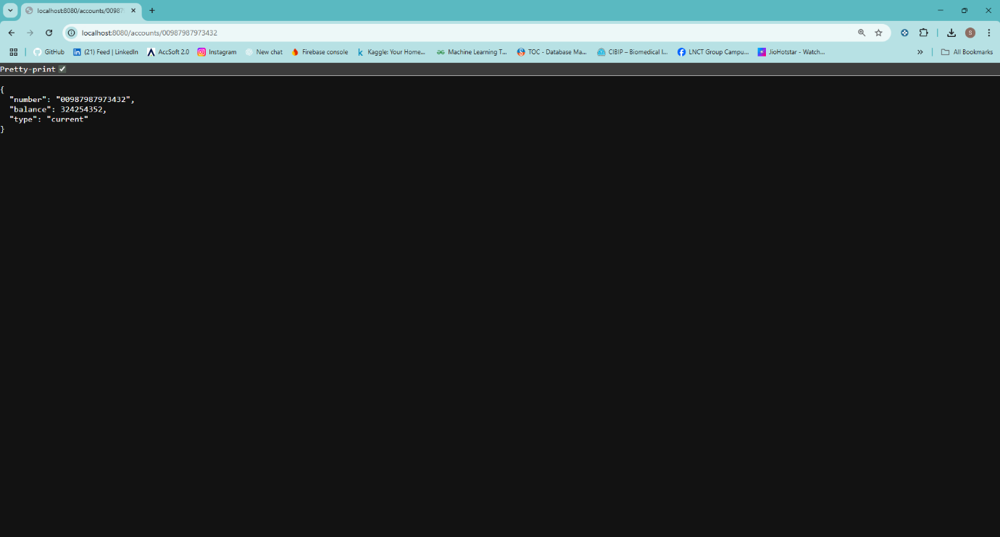 localhost:8080/accounts/00987
localhost:8080/accounts/00987987973432
S
GitHub
(21) Feed | LinkedIn
AccSoft 2.0
Instagram
New chat
Firebase console
Kaggle: Your Home...
Machine Learning T...
TOC - Database Ma...
CIBIP – Biomedical I...
LNCT Group Campu...
JioHotstar - Watch...
All Bookmarks
Pretty-print
{
"number": "00987987973432",
"balance": 324254352,
"type": "current"
}